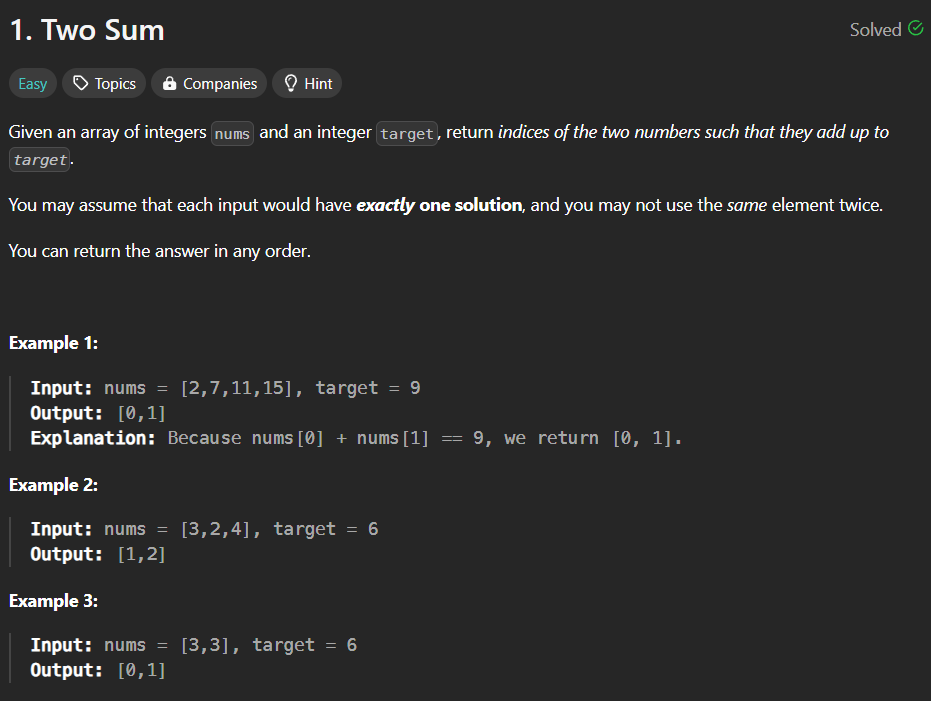 1. Two Sum
Solved
Easy Topics Companies Hint
Given an array of integers nums and an integer target, return indices of the two numbers such that they add up to
target.
You may assume that each input would have exactly one solution, and you may not use the same element twice.
You can return the answer in any order.
Example 1:
Input: nums = [2,7,11,15], target = 9
Output: [0,1]
Explanation: Because nums[0] + nums[1] == 9, we return [0, 1].
Example 2:
Input: nums = [3,2,4], target = 6
Output: [1,2]
Example 3:
Input: nums = [3,3], target = 6
Output: [0,1]